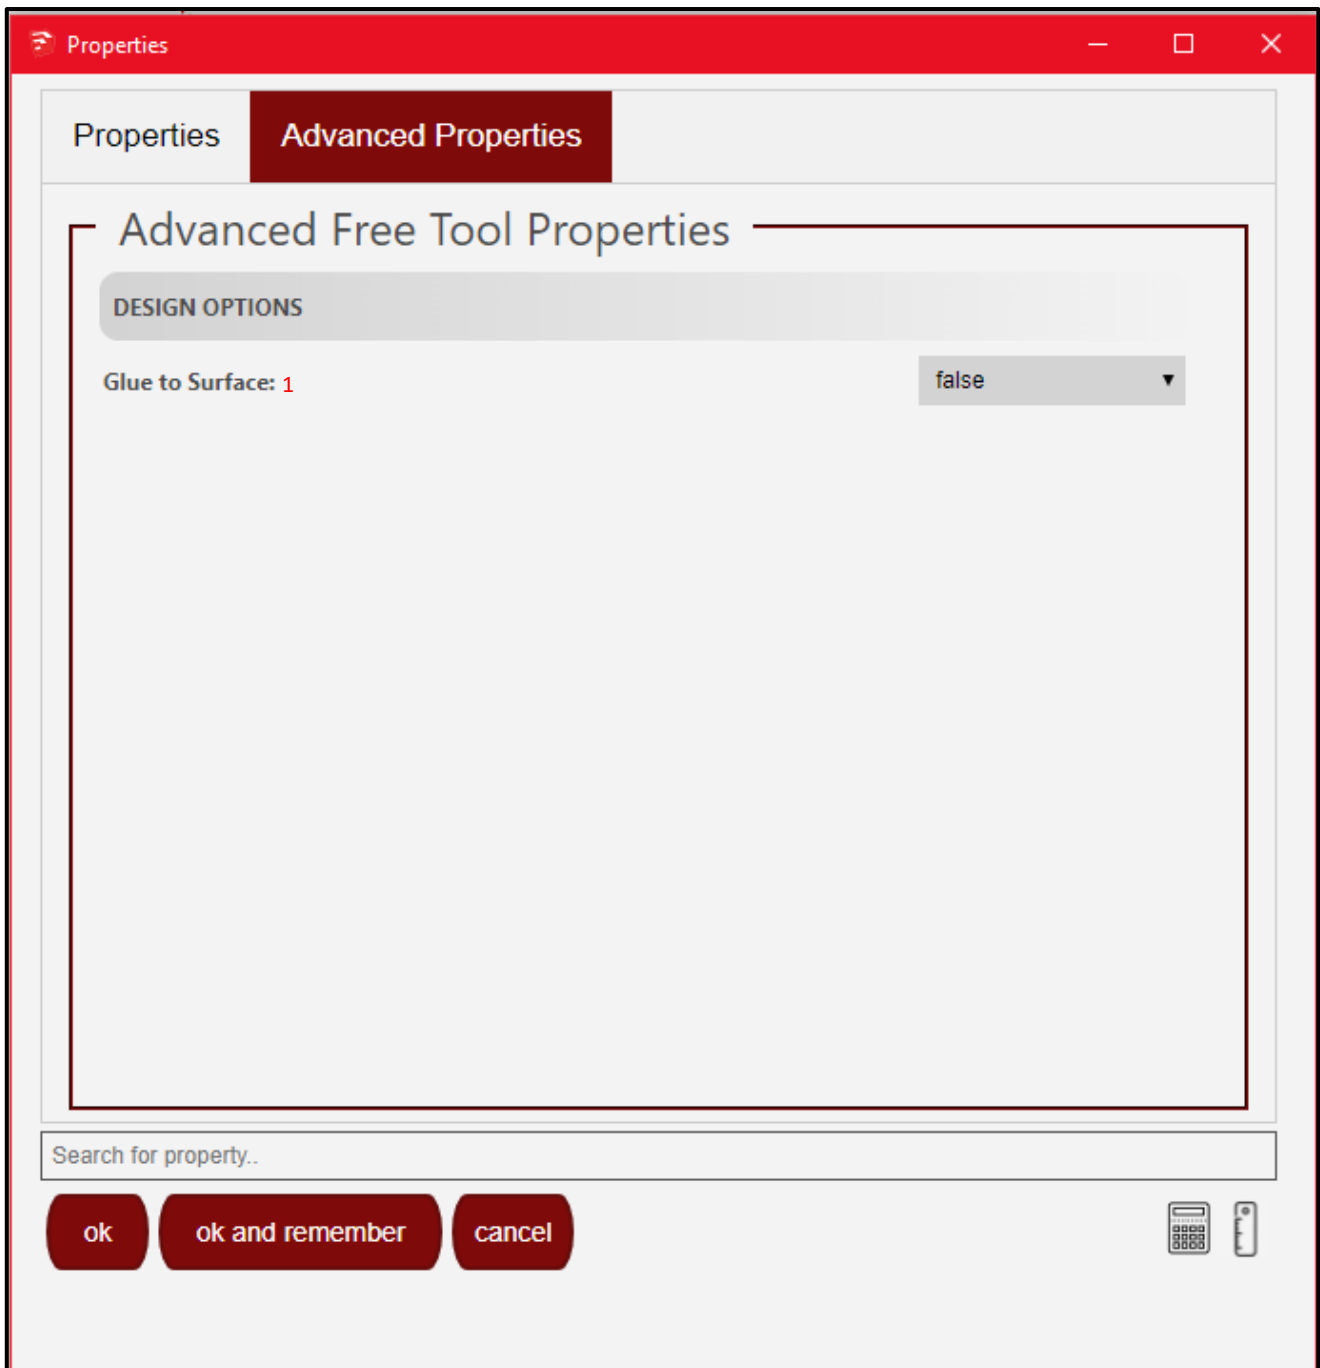 Properties
Properties Advanced Properties
Advanced Free Tool Properties
DESIGN OPTIONS
Glue to Surface: 1 false
Search for property..
ok ok and remember cancel